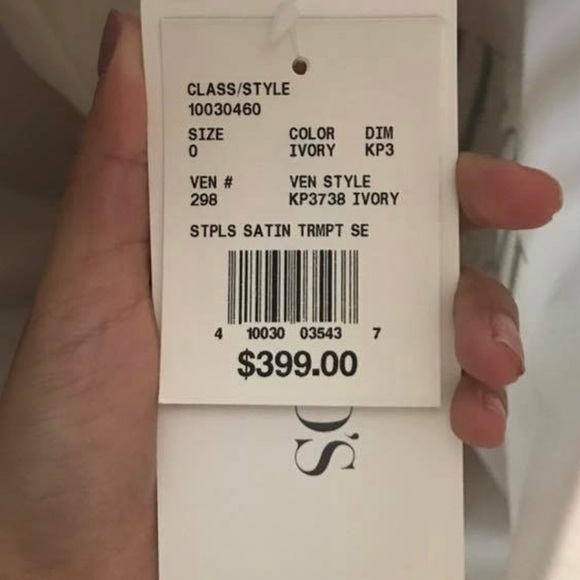 CLASS/STYLE
10030460
SIZE COLOR DIM
0 IVORY KP3
VEN # VEN STYLE
298 KP3738 IVORY
STPLS SATIN TRMPT SE
4 10030 03543 7
$399.00
D'S